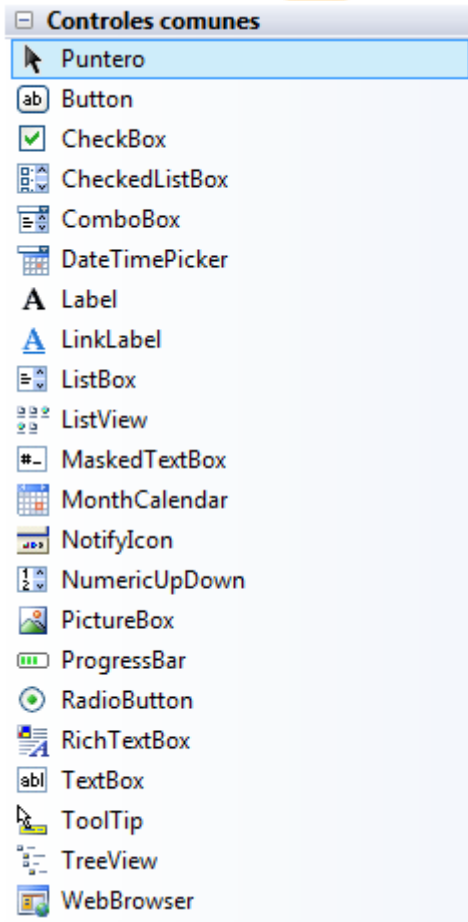 Controles comunes
Puntero
Button
CheckBox
CheckedListBox
ComboBox
DateTimePicker
Label
LinkLabel
ListBox
ListView
MaskedTextBox
MonthCalendar
NotifyIcon
NumericUpDown
PictureBox
ProgressBar
RadioButton
RichTextBox
TextBox
ToolTip
TreeView
WebBrowser